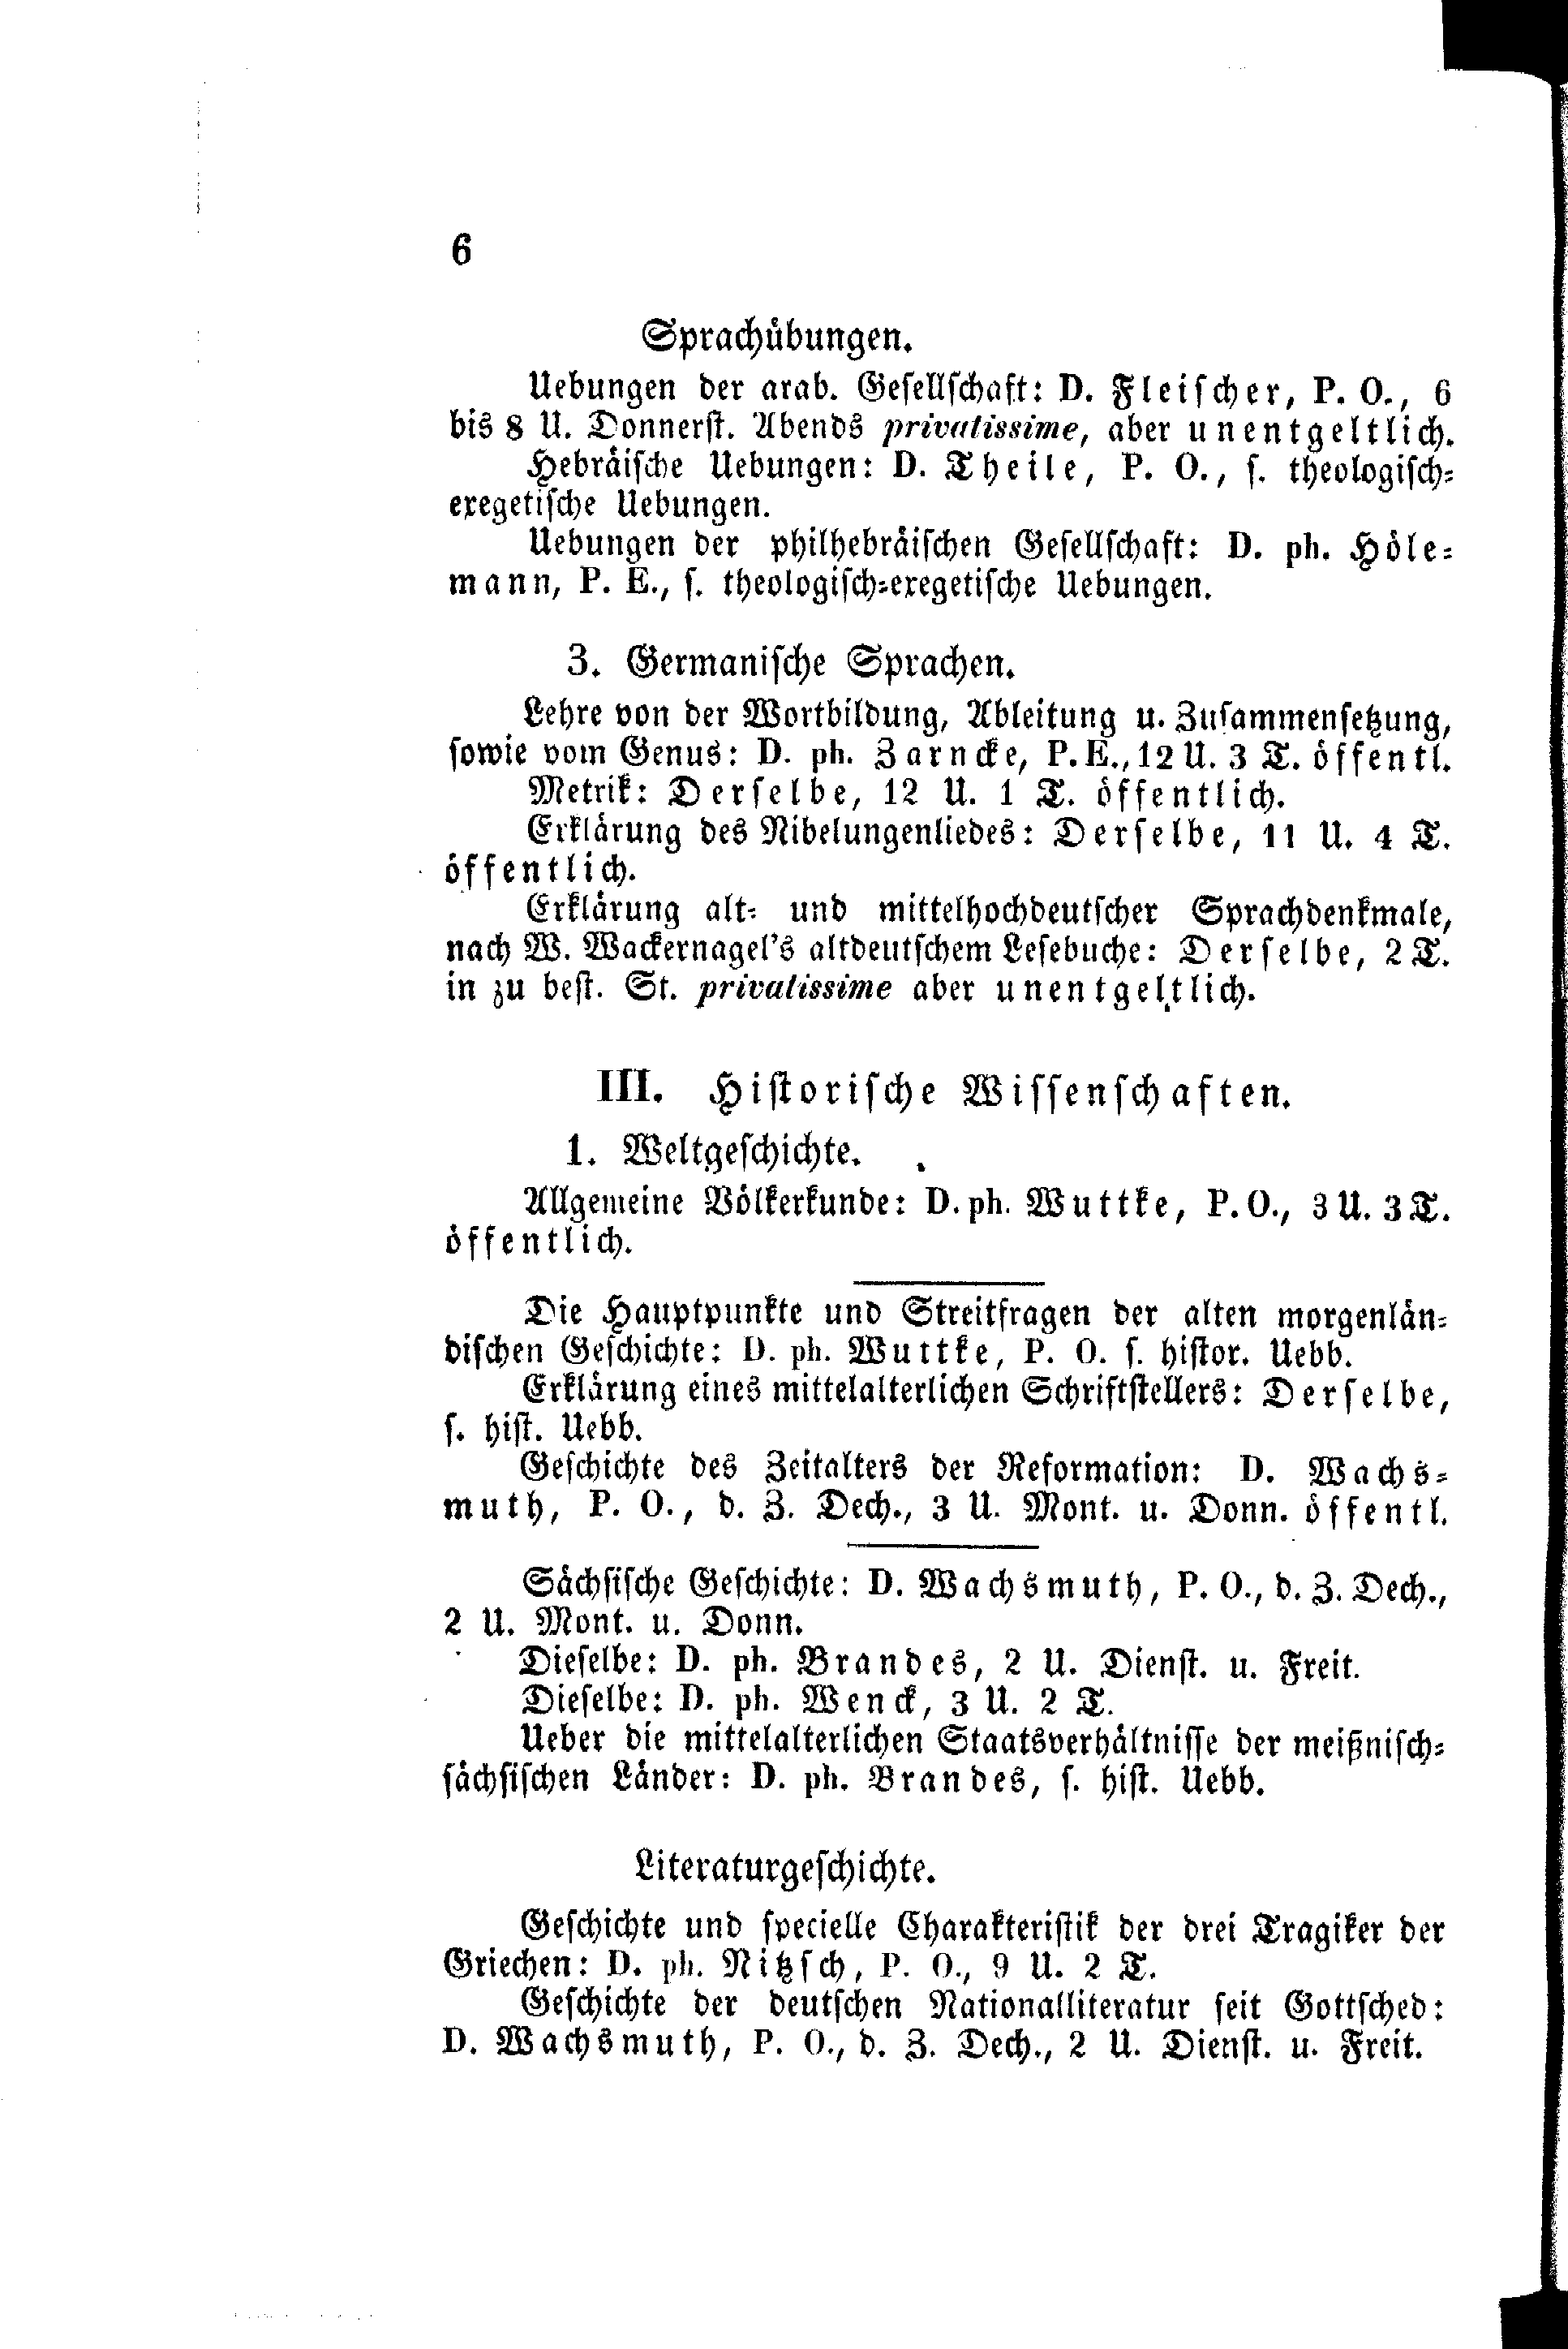 6
Sprachübungen.
Uebungen der arab. Gesellschaft: D. Fleischer, P. O., 6
bis 8 U. Donnerst. Abends privatissime, aber unentgeltlich.
Hebräische Uebungen: D. Theile, P. O., s. theologisch-
exegetische Uebungen.
Uebungen der philhebräischen Gesellschaft: D. ph. Höle-
mann, P. E., s. theologisch-exegetische Uebungen.
3. Germanische Sprachen.
Lehre von der Wortbildung, Ableitung u. Zusammensetzung,
sowie vom Genus: D. ph. Zarncke, P. E., 12 U. 3 T. öffentl.
Metrik: Derselbe, 12 U. 1 T. öffentlich.
Erklärung des Nibelungenliedes: Derselbe, 11 U. 4 T.
öffentlich.
Erklärung alt- und mittelhochdeutscher Sprachdenkmale,
nach W. Wackernagel's altdeutschem Lesebuche: Derselbe, 2 T.
in zu best. St. privatissime aber unentgeltlich.
III. Historische Wissenschaften.
1. Weltgeschichte.
Allgemeine Völkerkunde: D. ph. Wuttke, P. O., 3 U. 3 T.
öffentlich.
Die Hauptpunkte und Streitfragen der alten morgenlän-
dischen Geschichte: D. ph. Wuttke, P. O. s. histor. Uebb.
Erklärung eines mittelalterlichen Schriftstellers: Derselbe,
s. hist. Uebb.
Geschichte des Zeitalters der Reformation: D. Wachs-
muth, P. O., d. Z. Dech., 3 U. Mont. u. Donn. öffentl.
Sächsische Geschichte: D. Wachsmuth, P. O., d. Z. Dech.,
2 U. Mont. u. Donn.
Dieselbe: D. ph. Brandes, 2 U. Dienst. u. Freit.
Dieselbe: D. ph. Wenck, 3 U. 2 T.
Ueber die mittelalterlichen Staatsverhältnisse der meißnisch-
sächsischen Länder: D. ph. Brandes, s. hist. Uebb.
Literaturgeschichte.
Geschichte und specielle Charakteristik der drei Tragiker der
Griechen: D. ph. Nitzsch, P. O., 9 U. 2 T.
Geschichte der deutschen Nationalliteratur seit Gottsched:
D. Wachsmuth, P. O., d. Z. Dech., 2 U. Dienst. u. Freit.